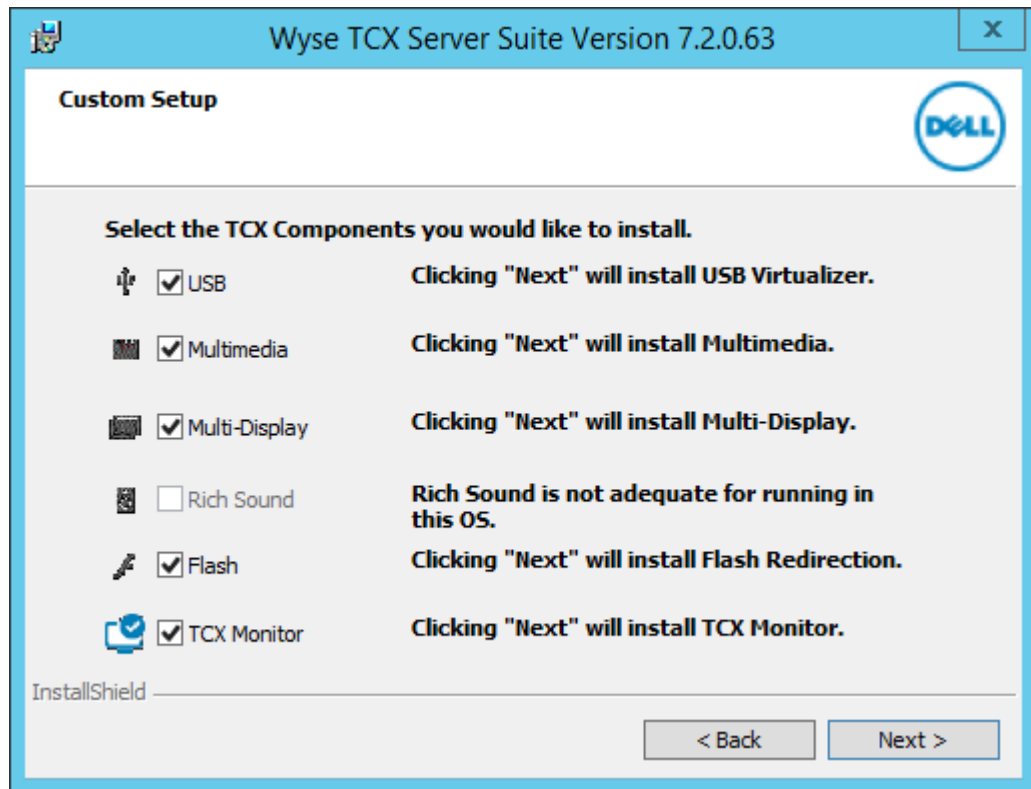 Wyse TCX Server Suite Version 7.2.0.63
x
Custom Setup
DELL
Select the TCX Components you would like to install.
USB Clicking "Next" will install USB Virtualizer.
Multimedia Clicking "Next" will install Multimedia.
Multi-Display Clicking "Next" will install Multi-Display.
Rich Sound Rich Sound is not adequate for running in
this OS.
Flash Clicking "Next" will install Flash Redirection.
TCX Monitor Clicking "Next" will install TCX Monitor.
InstallShield
< Back Next >